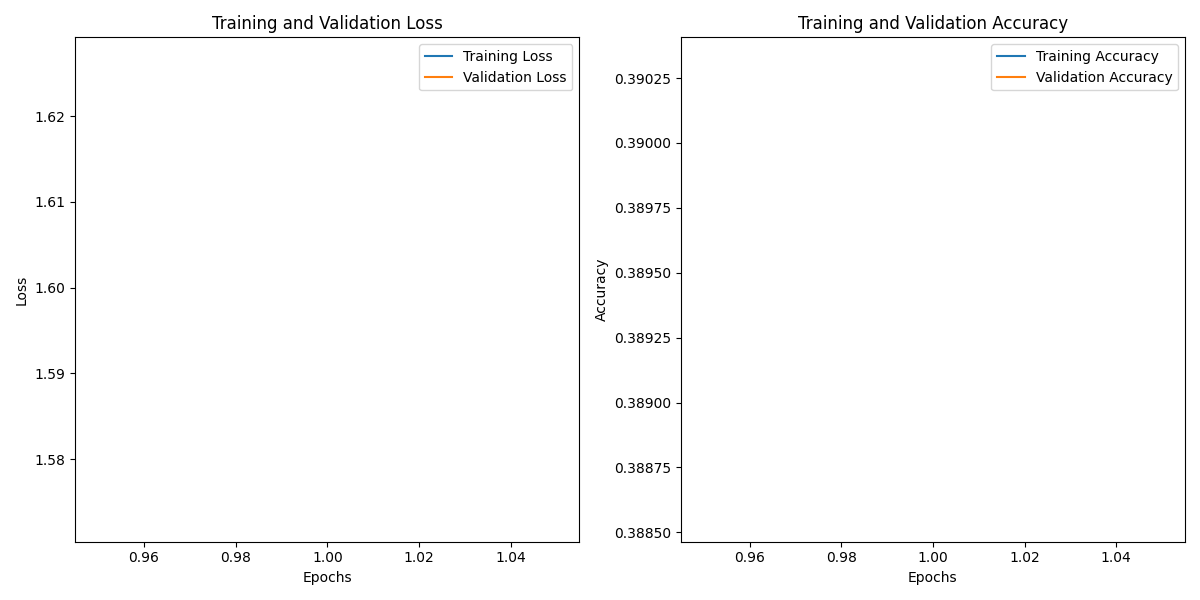 Training and Validation Loss
Training Loss
Validation Loss
1.62
1.61
1.60
1.59
1.58
Loss
0.96 0.98 1.00 1.02 1.04
Epochs
Training and Validation Accuracy
Training Accuracy
Validation Accuracy
0.39025
0.39000
0.38975
0.38950
0.38925
0.38900
0.38875
0.38850
Accuracy
0.96 0.98 1.00 1.02 1.04
Epochs